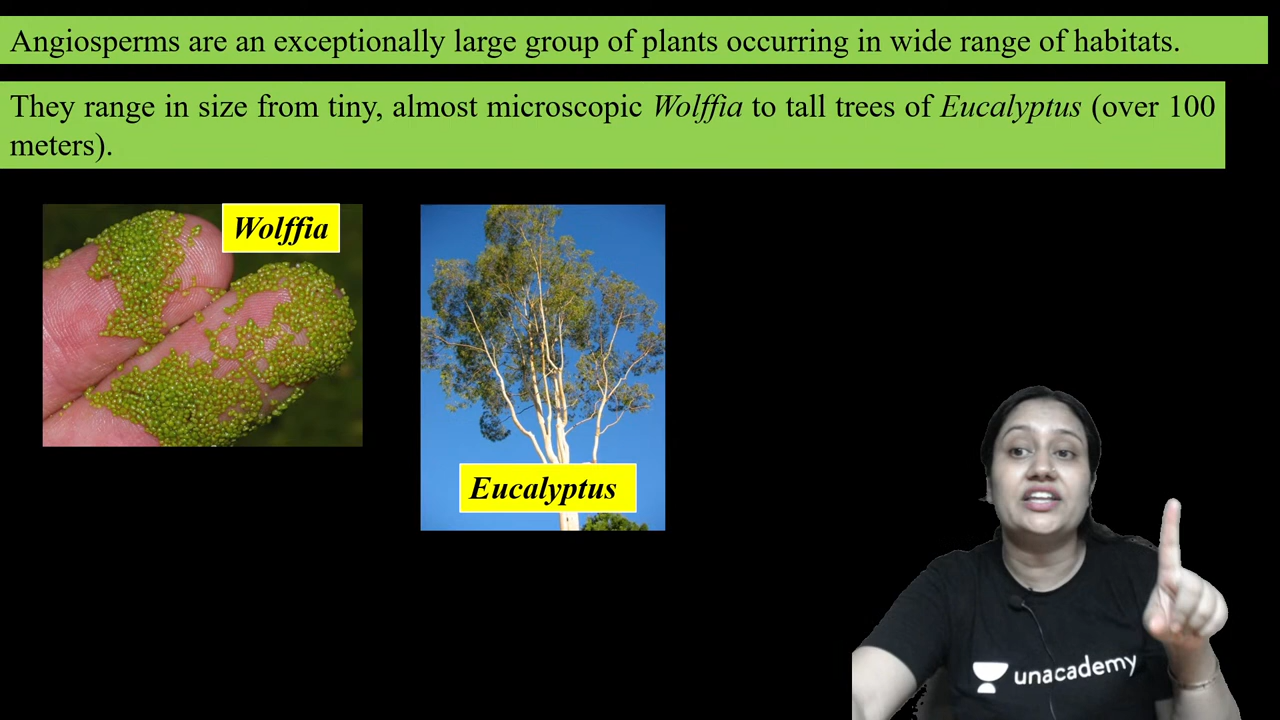 Angiosperms are an exceptionally large group of plants occurring in wide range of habitats.
They range in size from tiny, almost microscopic Wolffia to tall trees of Eucalyptus (over 100
meters).
Wolffia
Eucalyptus
unacademy